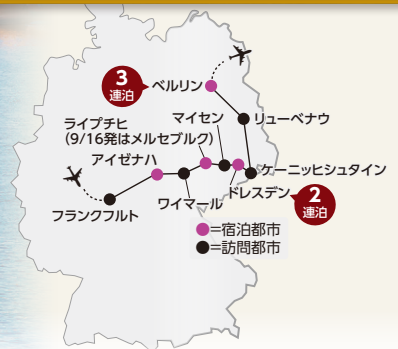 3
連泊
ベルリン
ライプチヒ
(9/16発はメルセブルク)
マイセン
リューベナウ
アイゼナハ
ケーニッヒシュタイン
ドレスデン
2
連泊
ワイマール
フランクフルト
●=宿泊都市
●=訪問都市